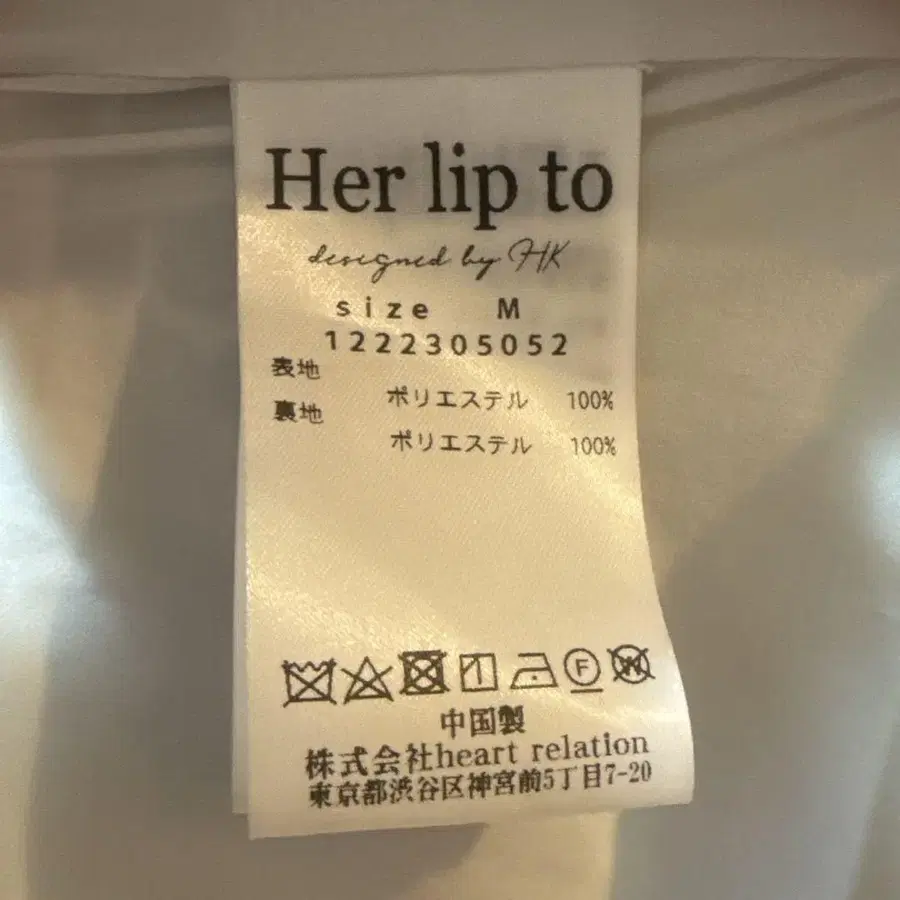 Her lip to
designed by HK
size M
1222305052
表地
ポリエステル 100%
裏地
ポリエステル 100%
中国製
株式会社heart relation
東京都渋谷区神宮前5丁目7-20